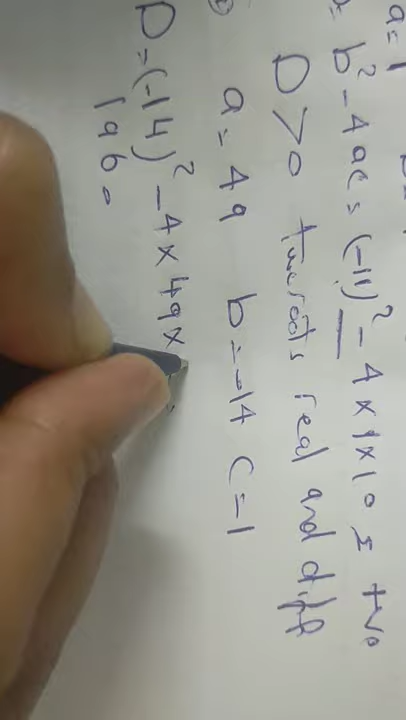 a=1
b²-4ac=(-11)²-4×1×10=+ve
D>0 two roots real and diff
a=49 b=-14 c=1
D=(-14)²-4×49×
196-